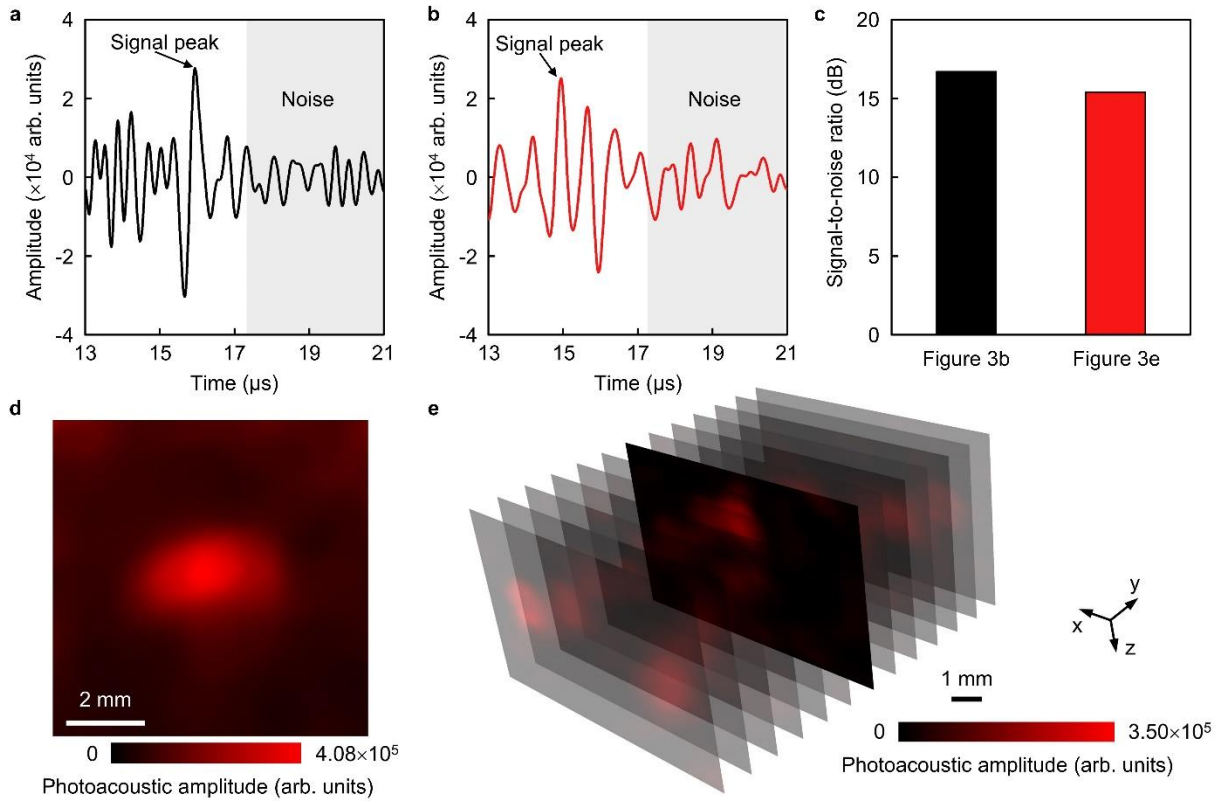 a
4
2
0
-2
-4
Amplitude (×10⁴ arb. units)
Signal peak
Noise
13 15 17 19 21
Time (µs)
b
4
2
0
-2
-4
Amplitude (×10⁴ arb. units)
Signal peak
Noise
13 15 17 19 21
Time (µs)
c
20
15
10
5
0
Signal-to-noise ratio (dB)
Figure 3b Figure 3e
d
2 mm
0 4.08×10⁵
Photoacoustic amplitude (arb. units)
e
y
x
z
1 mm
0 3.50×10⁵
Photoacoustic amplitude (arb. units)